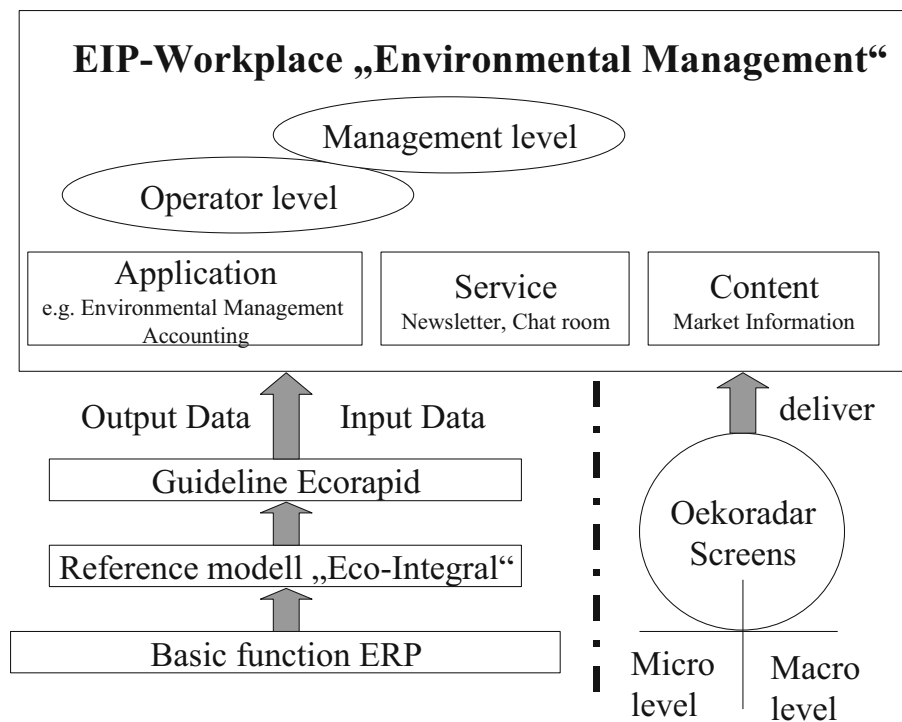 EIP-Workplace „Environmental Management“
Management level
Operator level
Application
e.g. Environmental Management
Accounting
Service
Newsletter, Chat room
Content
Market Information
Output Data
Input Data
deliver
Guideline Ecorapid
Reference modell „Eco-Integral“
Basic function ERP
Oekoradar
Screens
Micro
level
Macro
level